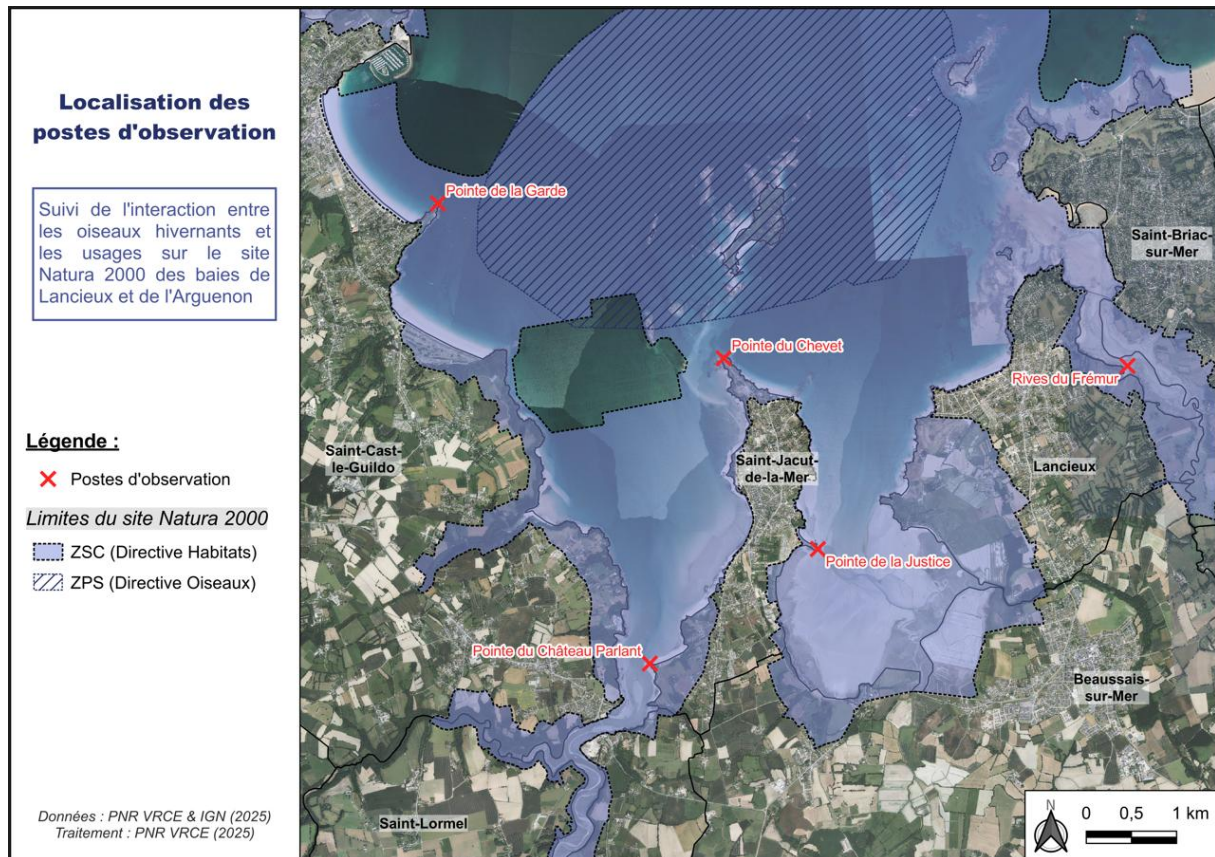 Localisation des
postes d'observation
Suivi de l'interaction entre
les oiseaux hivernants et
les usages sur le site
Natura 2000 des baies de
Lancieux et de l'Arguenon
Légende :
Postes d'observation
Limites du site Natura 2000
ZSC (Directive Habitats)
ZPS (Directive Oiseaux)
Données : PNR VRCE & IGN (2025)
Traitement : PNR VRCE (2025)
Pointe de la Garde
Saint-Briac-
sur-Mer
Pointe du Chevet
Rives du Frémur
Saint-Cast-
le-Guildo
Saint-Jacut-
de-la-Mer
Lancieux
Pointe de la Justice
Pointe du Château Parlant
Beaussais-
sur-Mer
Saint-Lormel
N
0 0,5 1 km